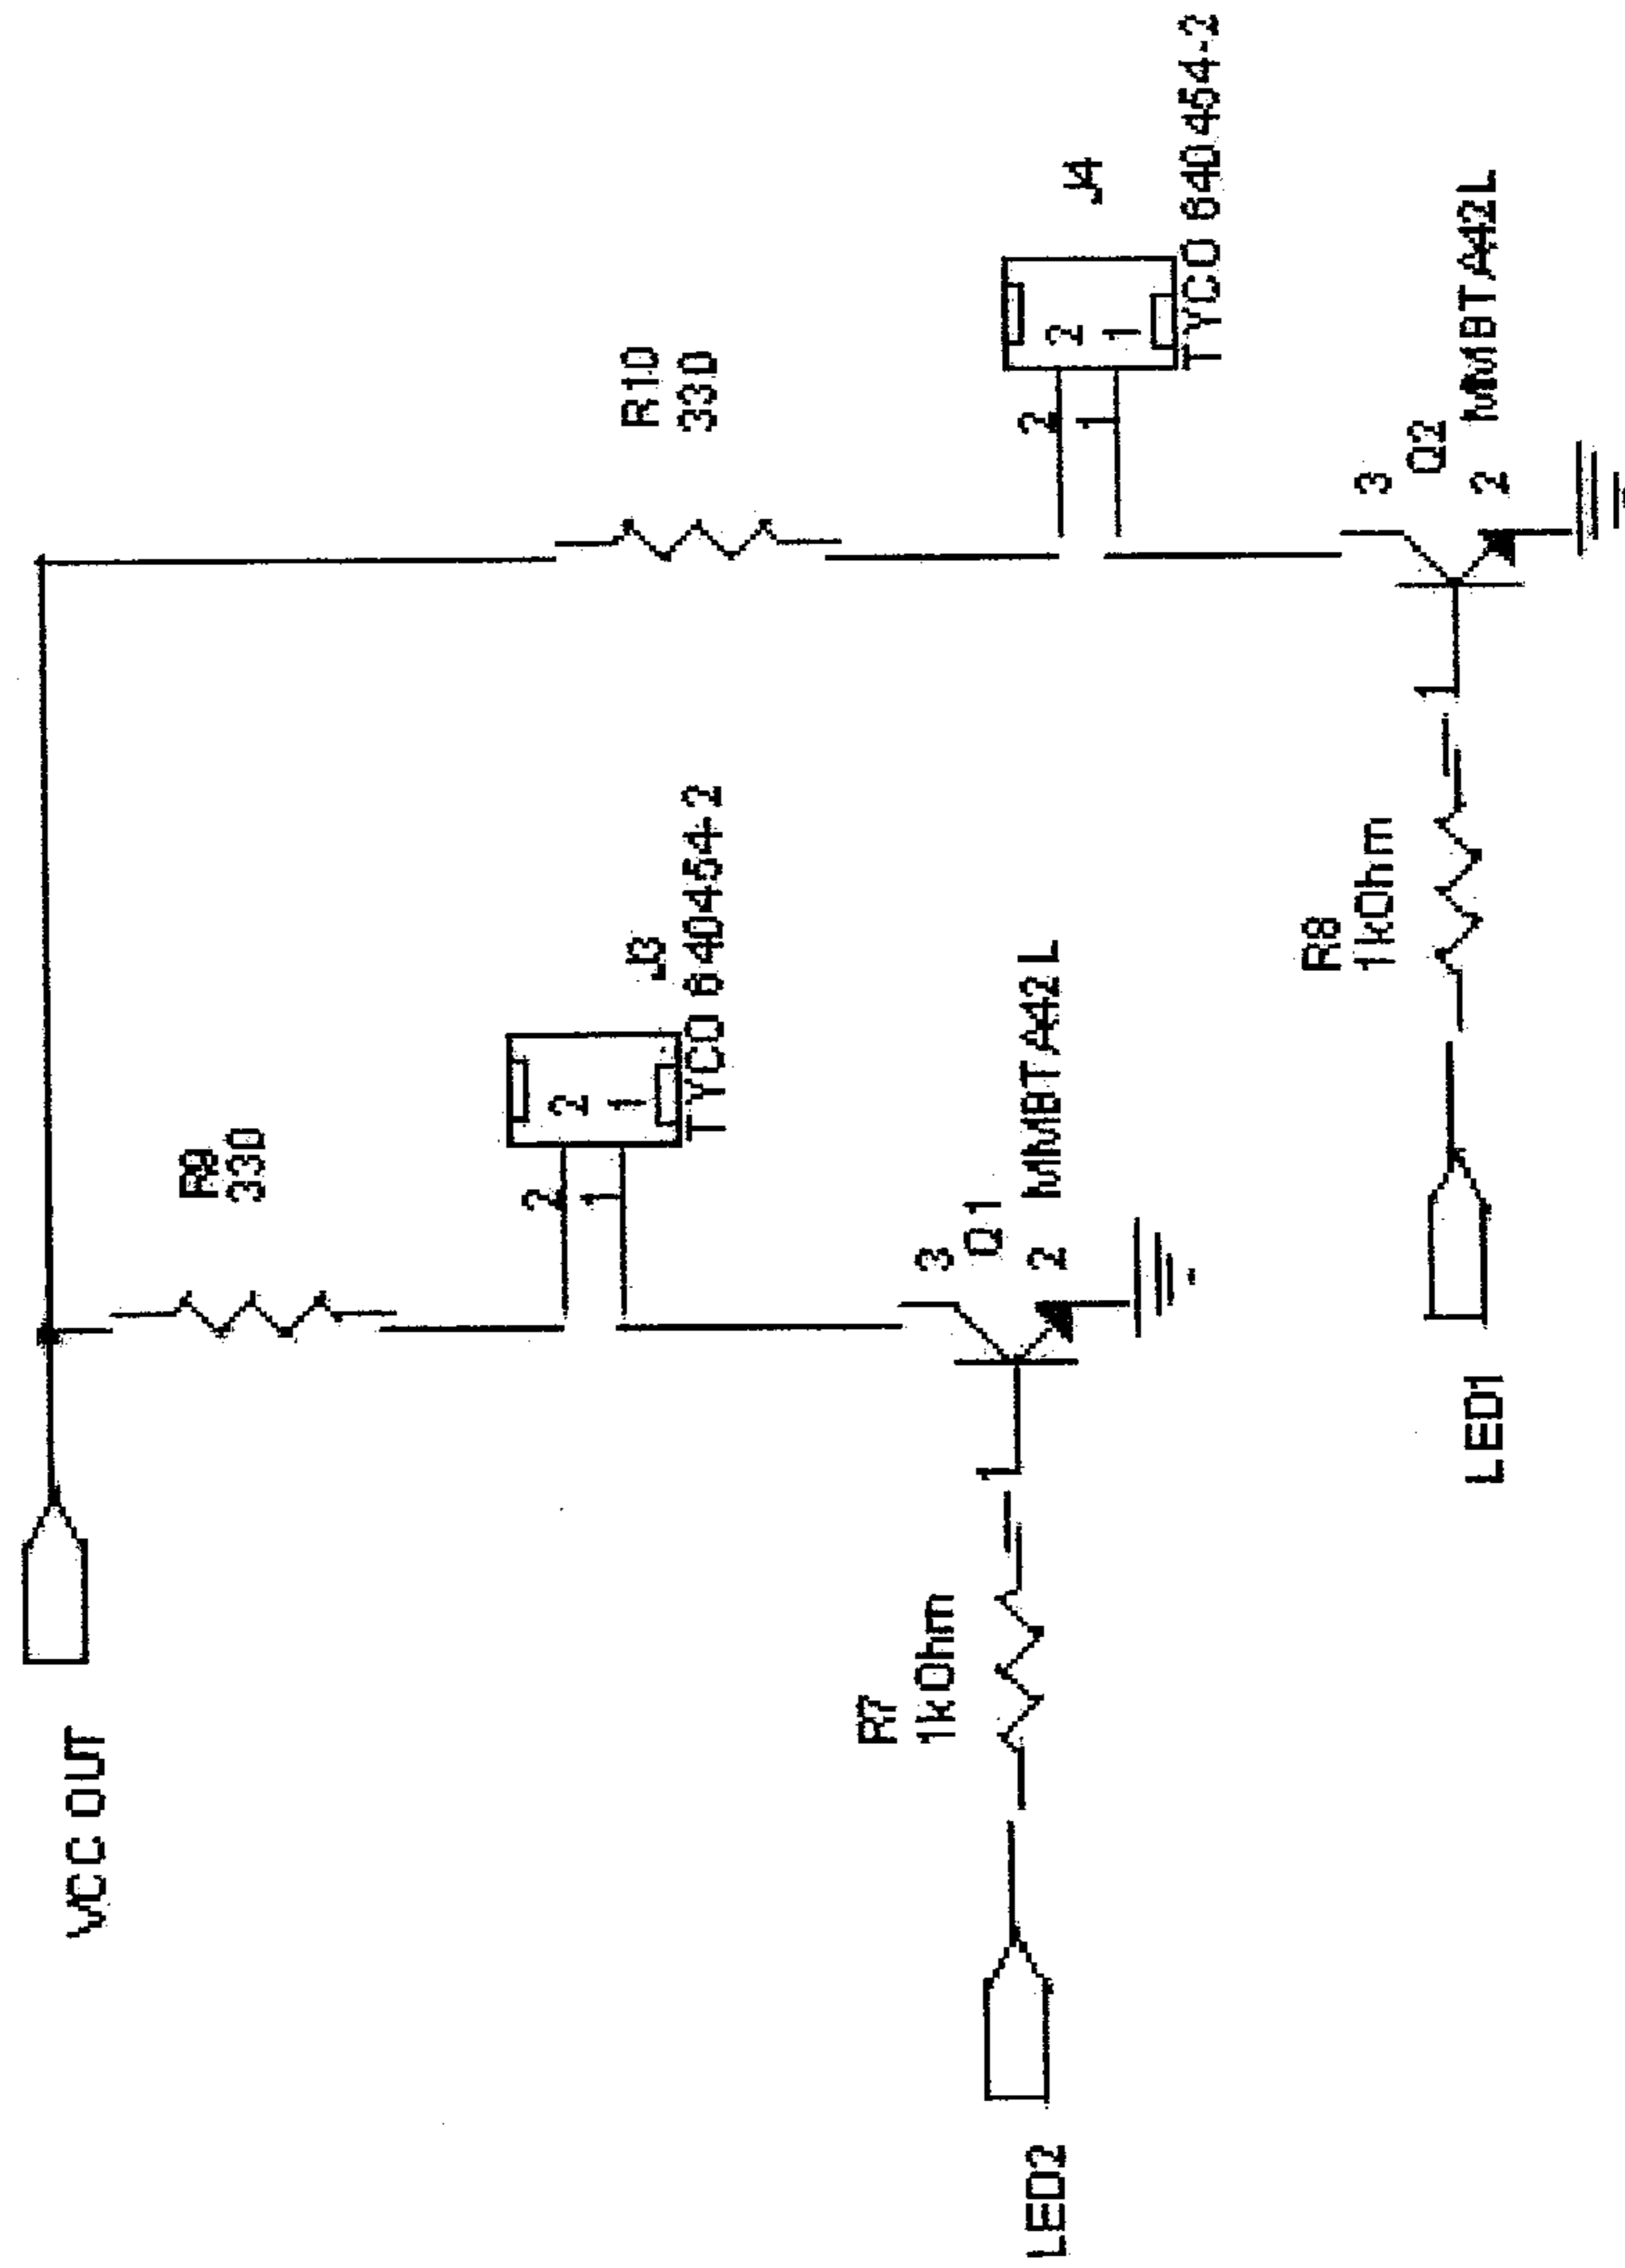 VCC OUT
R9
330
2
1
2
1
J3
TYCO 640454-2
R10
330
2
1
2
1
J4
TYCO 640454-2
LED2
R7
1kOhm
1
3
Q1
2
MMBTA42L
LED1
R8
1kOhm
1
3
Q2
2
MMBTA42L